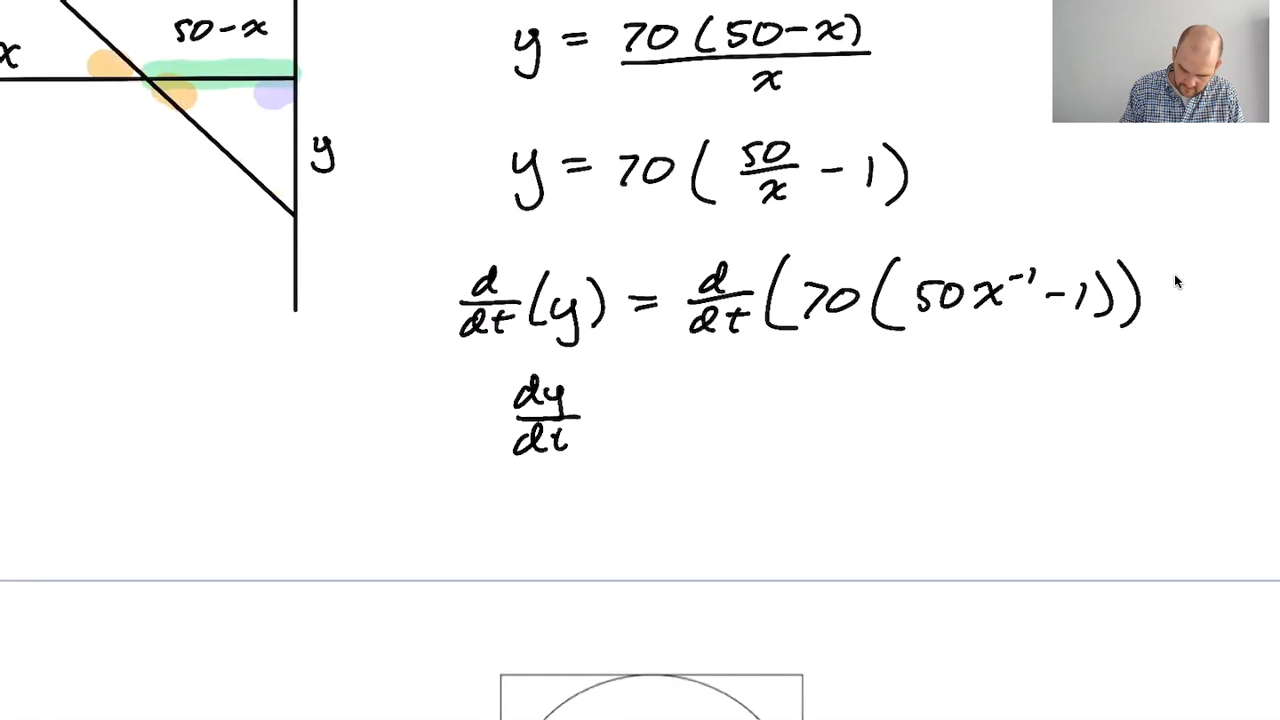 50-x
x
y
y = 70(50-x)/x
y = 70(50/x - 1)
d/dt(y) = d/dt(70(50x⁻¹-1))
dy/dt